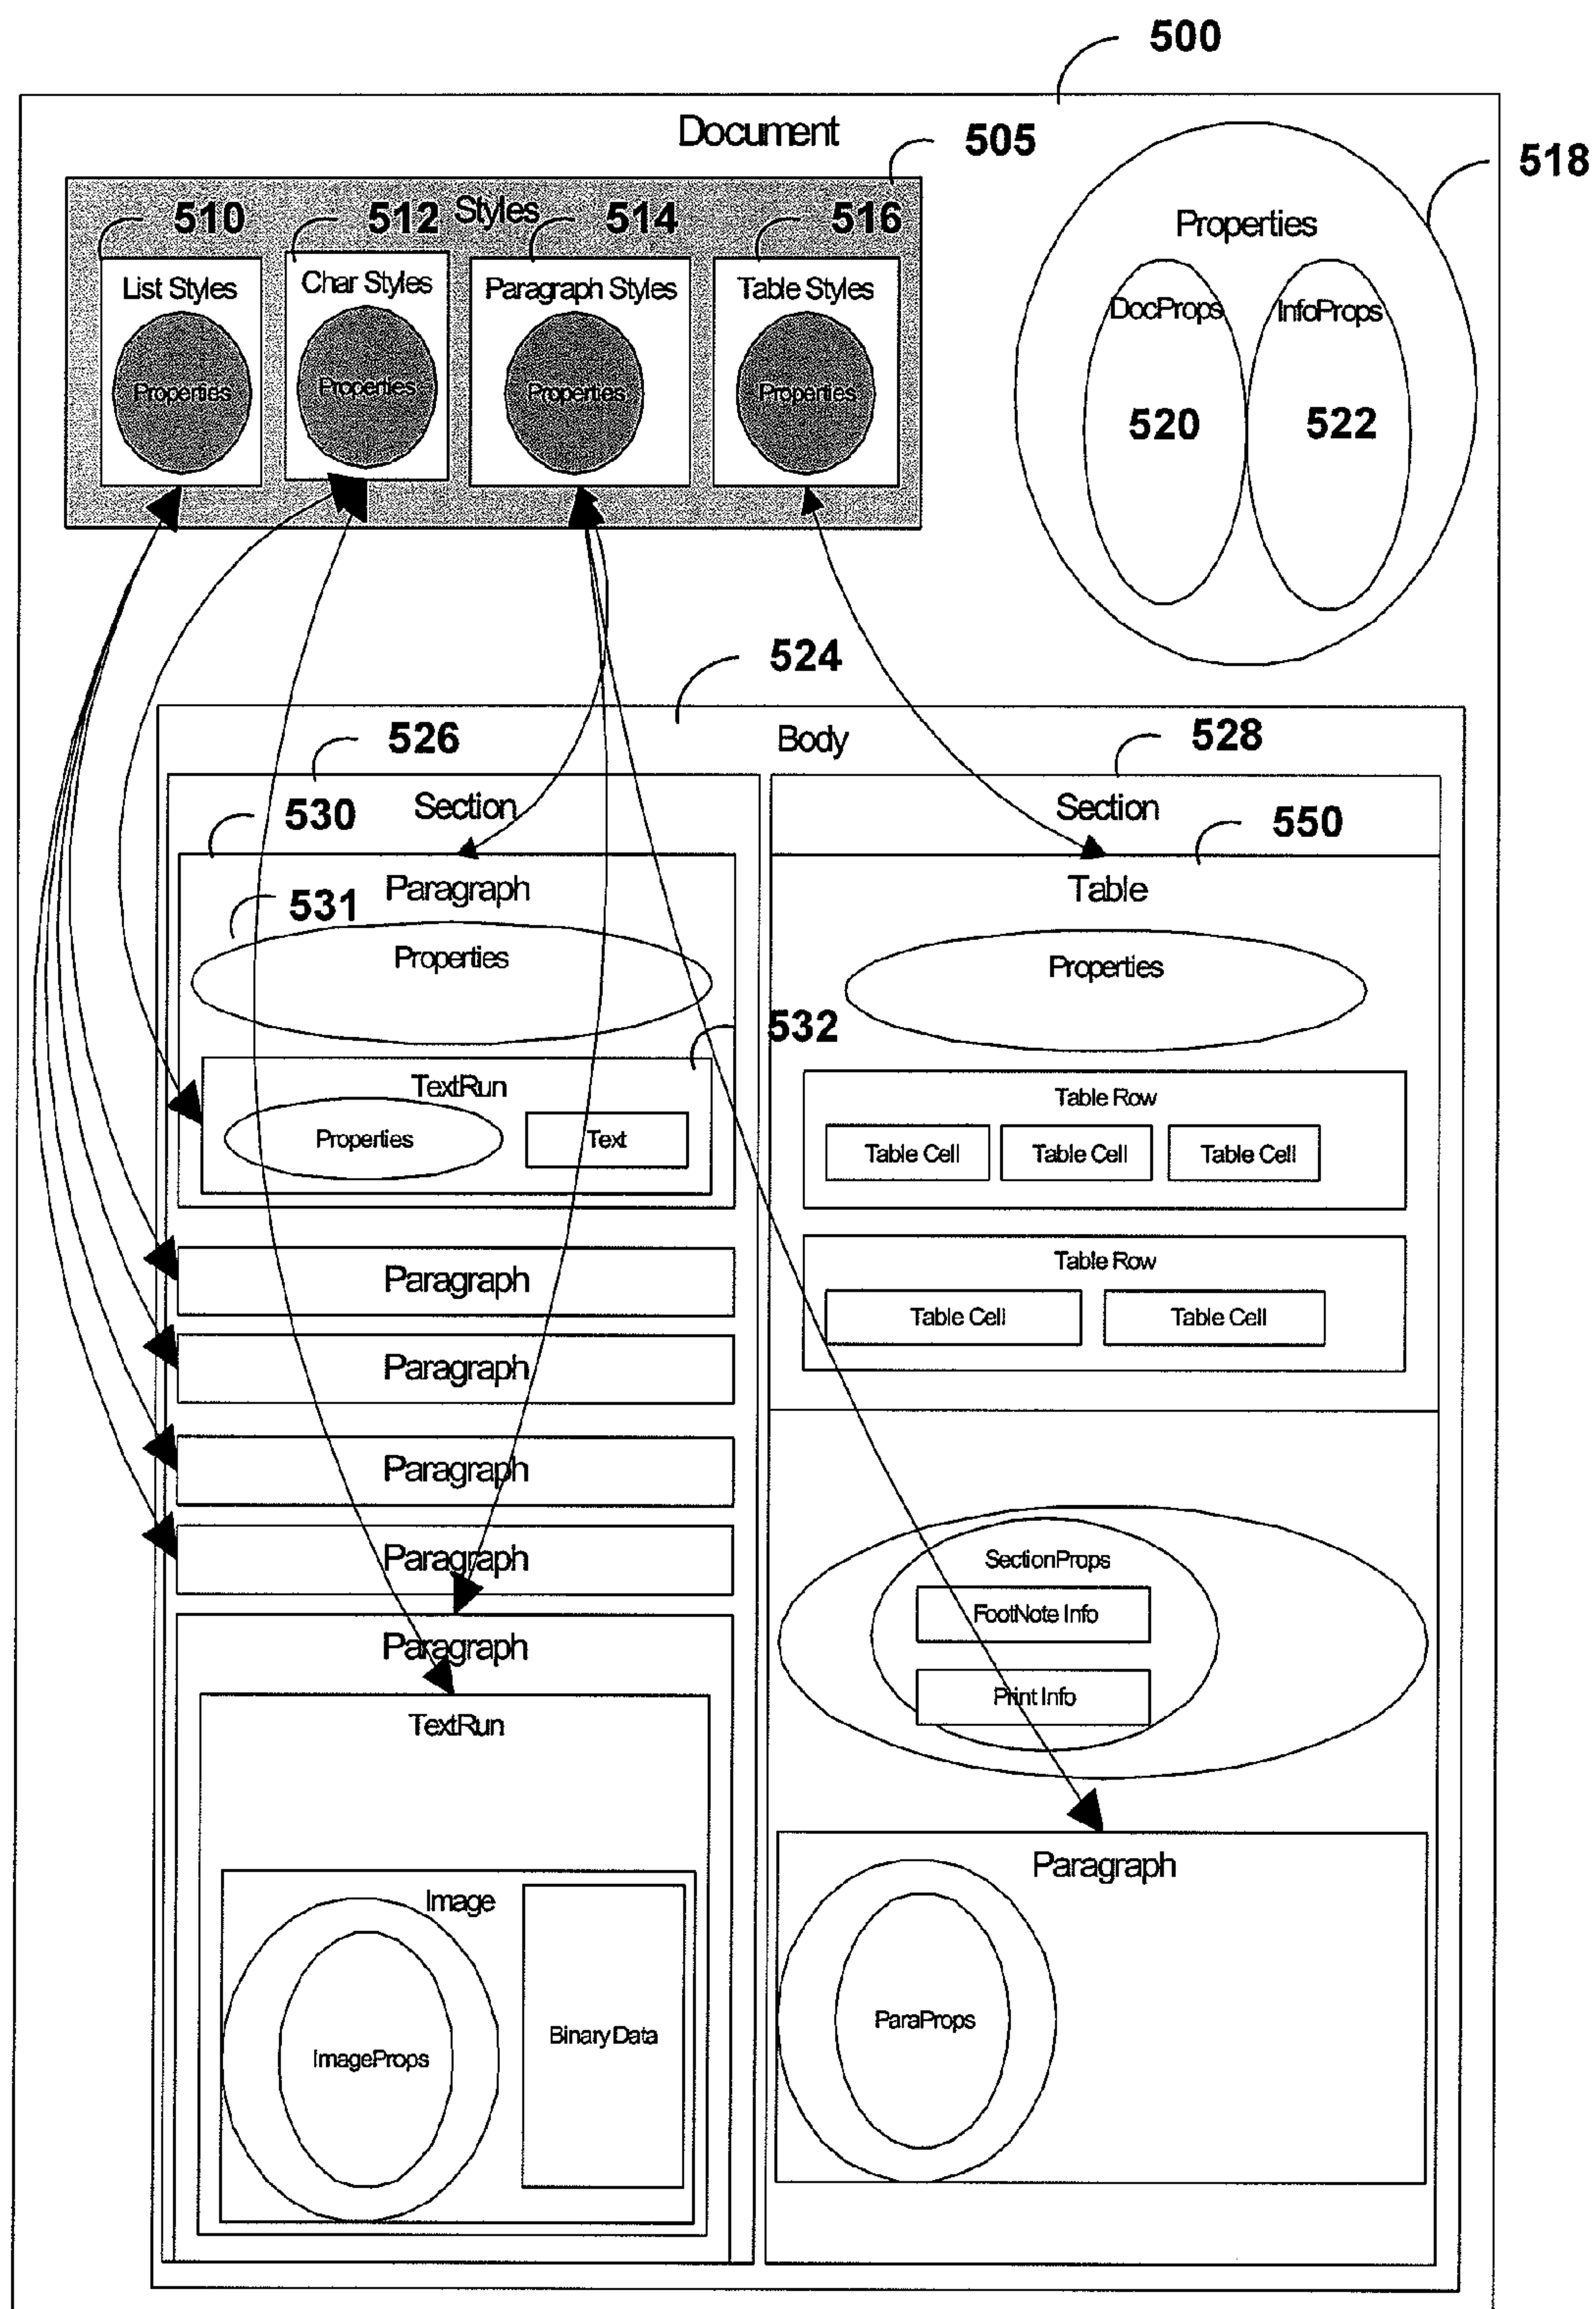 500
Document
505
518
510
512
Styles
514
516
Properties
List Styles
Char Styles
Paragraph Styles
Table Styles
DocProps
InfoProps
Properties
Properties
Properties
Properties
520
522
524
Body
526
528
Section
Section
530
550
Paragraph
Table
531
Properties
Properties
532
TextRun
Table Row
Properties
Text
Table Cell
Table Cell
Table Cell
Table Row
Paragraph
Table Cell
Table Cell
Paragraph
Paragraph
Paragraph
SectionProps
FootNote Info
Paragraph
Print Info
TextRun
Paragraph
Image
ParaProps
Binary Data
ImageProps